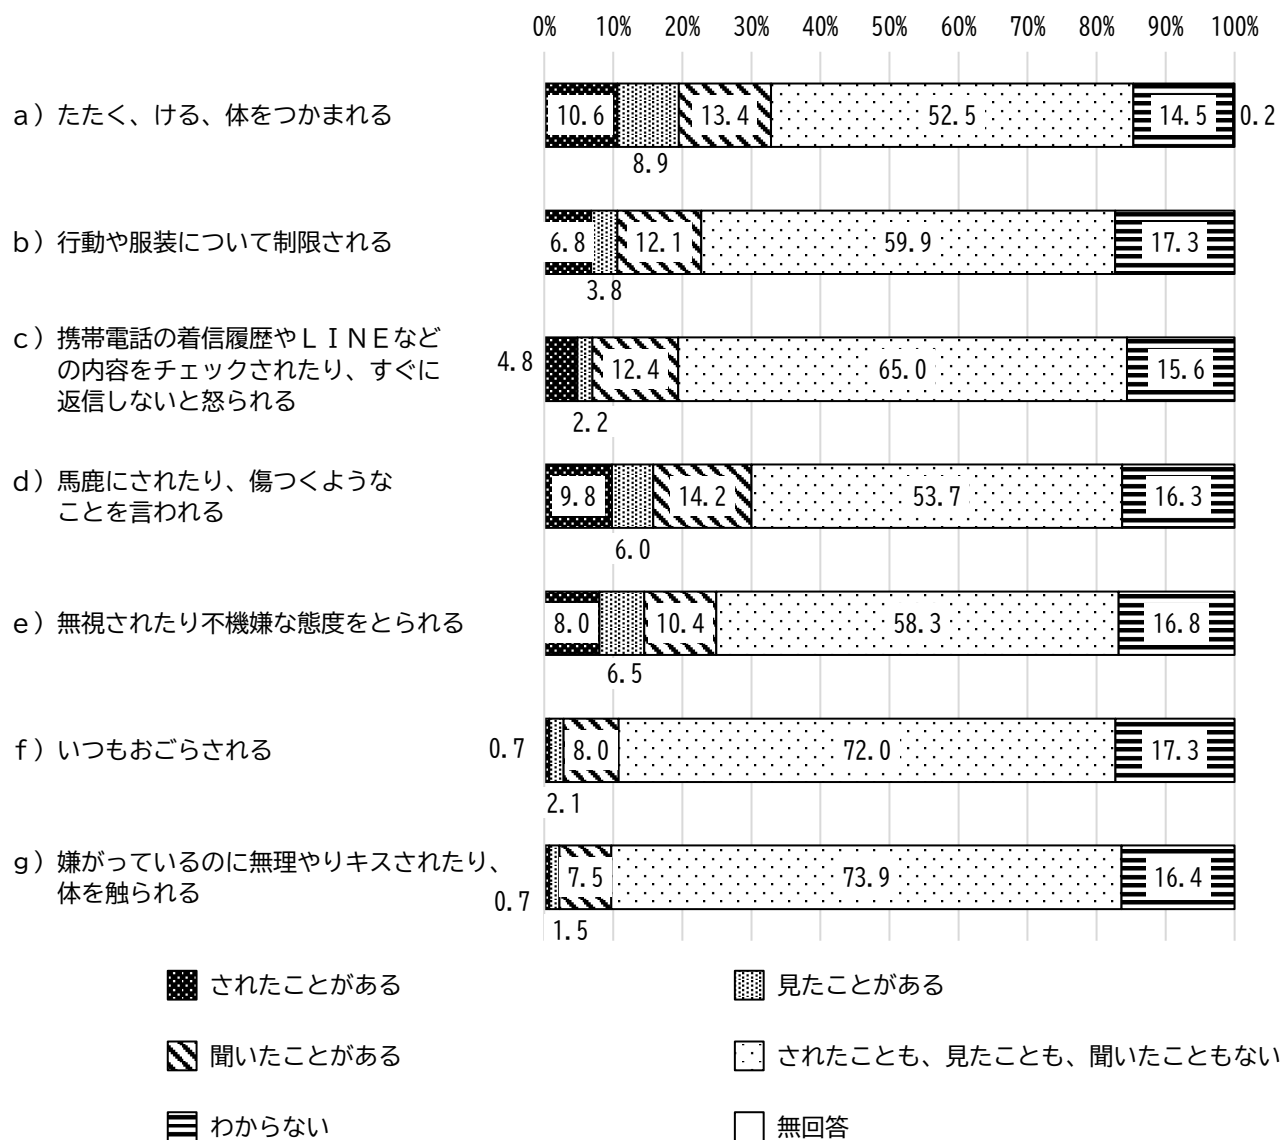 0% 10% 20% 30% 40% 50% 60% 70% 80% 90% 100%
a）たたく、ける、体をつかまれる
10.6 13.4 52.5 14.5 0.2
8.9
b）行動や服装について制限される
6.8 12.1 59.9 17.3
3.8
c）携帯電話の着信履歴やＬＩＮＥなど
の内容をチェックされたり、すぐに
返信しないと怒られる
4.8 12.4 65.0 15.6
2.2
d）馬鹿にされたり、傷つくような
ことを言われる
9.8 14.2 53.7 16.3
6.0
e）無視されたり不機嫌な態度をとられる
8.0 10.4 58.3 16.8
6.5
f）いつもおごらされる
0.7 8.0 72.0 17.3
2.1
g）嫌がっているのに無理やりキスされたり、
体を触られる
0.7 7.5 73.9 16.4
1.5
されたことがある
見たことがある
聞いたことがある
されたことも、見たことも、聞いたこともない
わからない
無回答